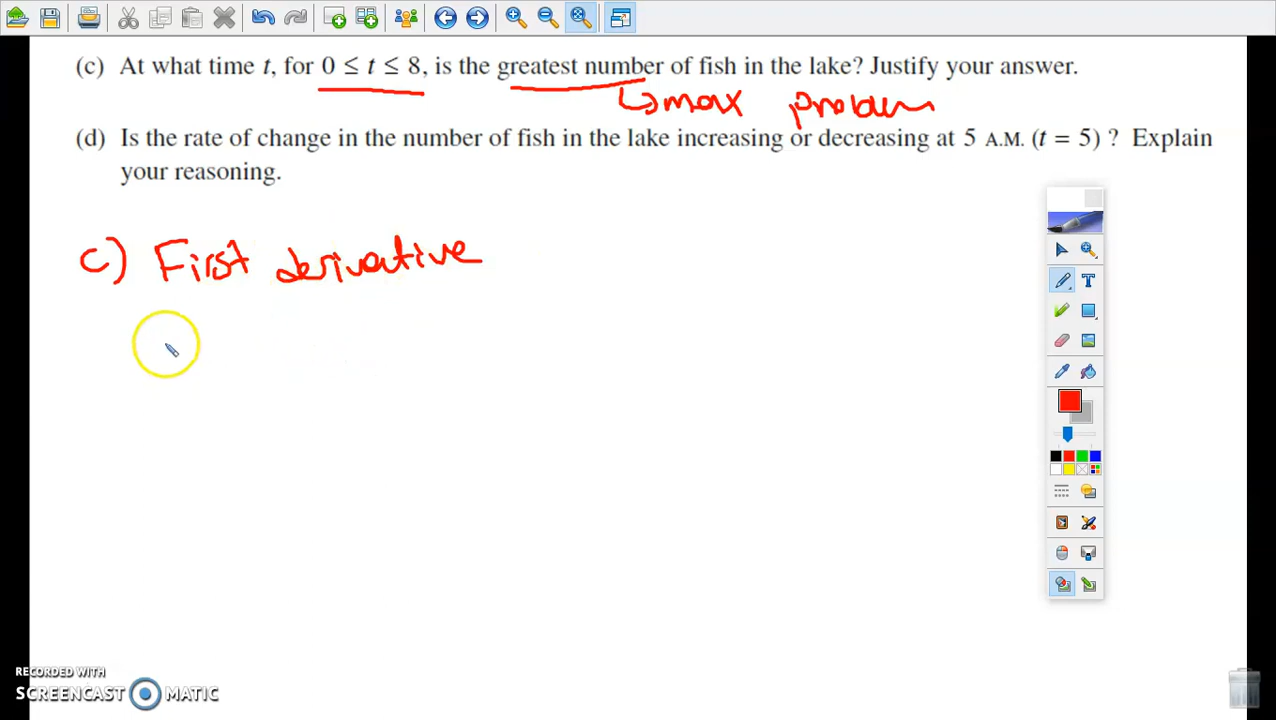 (c) At what time t, for 0 ≤ t ≤ 8, is the greatest number of fish in the lake? Justify your answer.
↳ max problem
(d) Is the rate of change in the number of fish in the lake increasing or decreasing at 5 A.M. (t = 5) ? Explain
your reasoning.
c) First derivative
T
RECORDED WITH
SCREENCAST MATIC